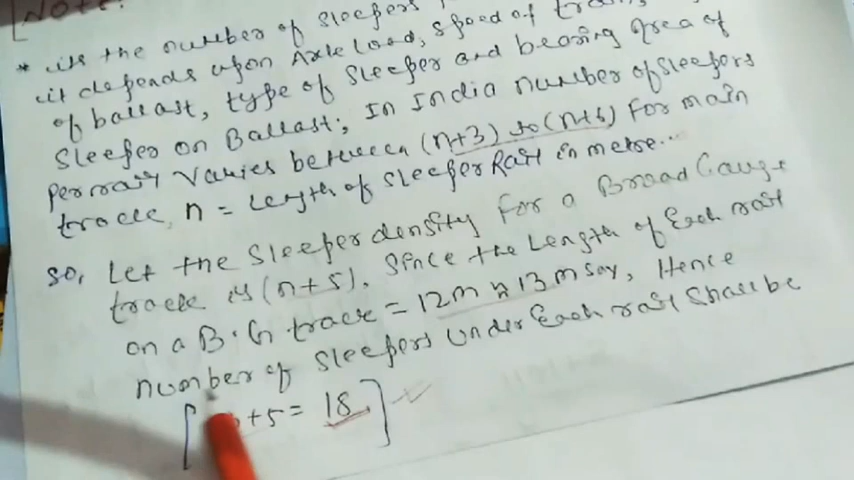 Note:
* it is the number of sleepers
it depends upon Axle load, speed of
of ballast, type of sleeper and bearing area of
sleeper on Ballast; In India number of sleepers
per rail varies between (n+3) to (n+6) for main
track, n = length of sleeper Rail in metre...
so, Let the sleeper density for a Broad Gauge
track is (n+5). Since the Length of Each rail
on a B.G track = 12m ≈ 13m say, Hence
number of sleepers under Each rail shall be
+5 = 18